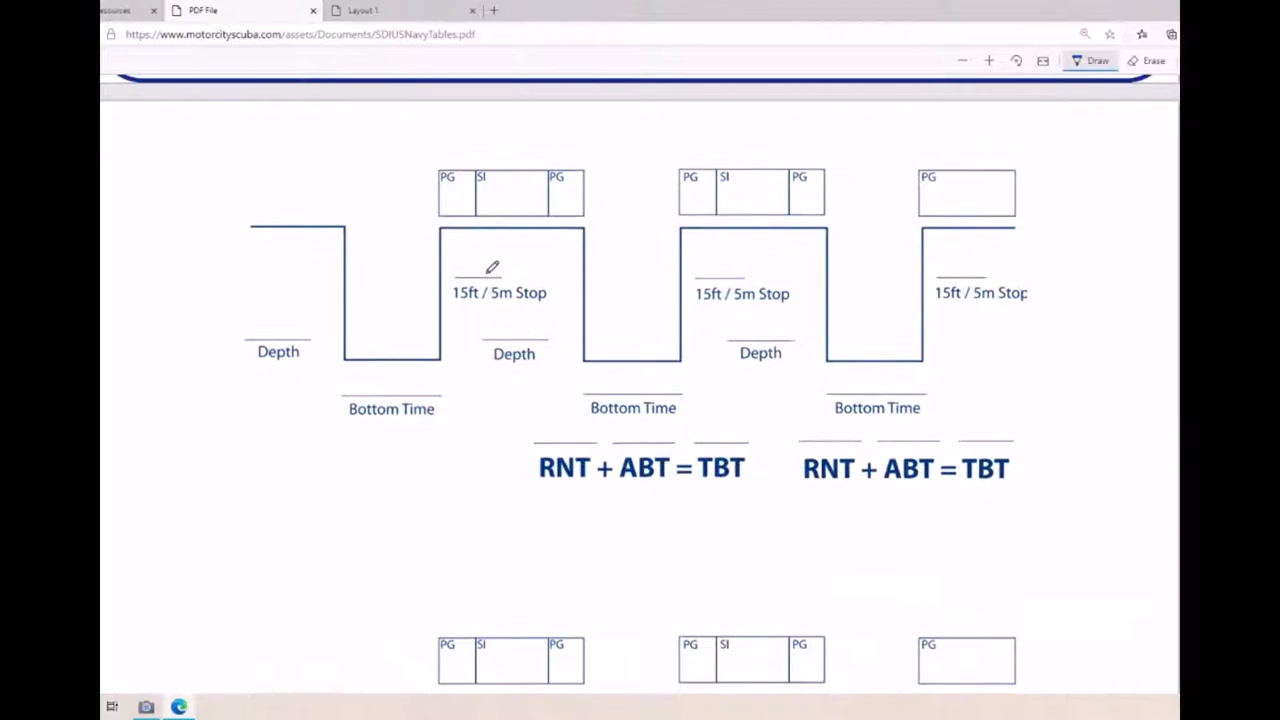 esources
PDF File
Layout 1
https://www.motorcityscuba.com/assets/Documents/SDIUSNavyTables.pdf
Draw
Erase
PG SI PG
PG SI PG
PG
15ft / 5m Stop
15ft / 5m Stop
15ft / 5m Stop
Depth
Depth
Depth
Bottom Time
Bottom Time
Bottom Time
RNT + ABT = TBT
RNT + ABT = TBT
PG SI PG
PG SI PG
PG